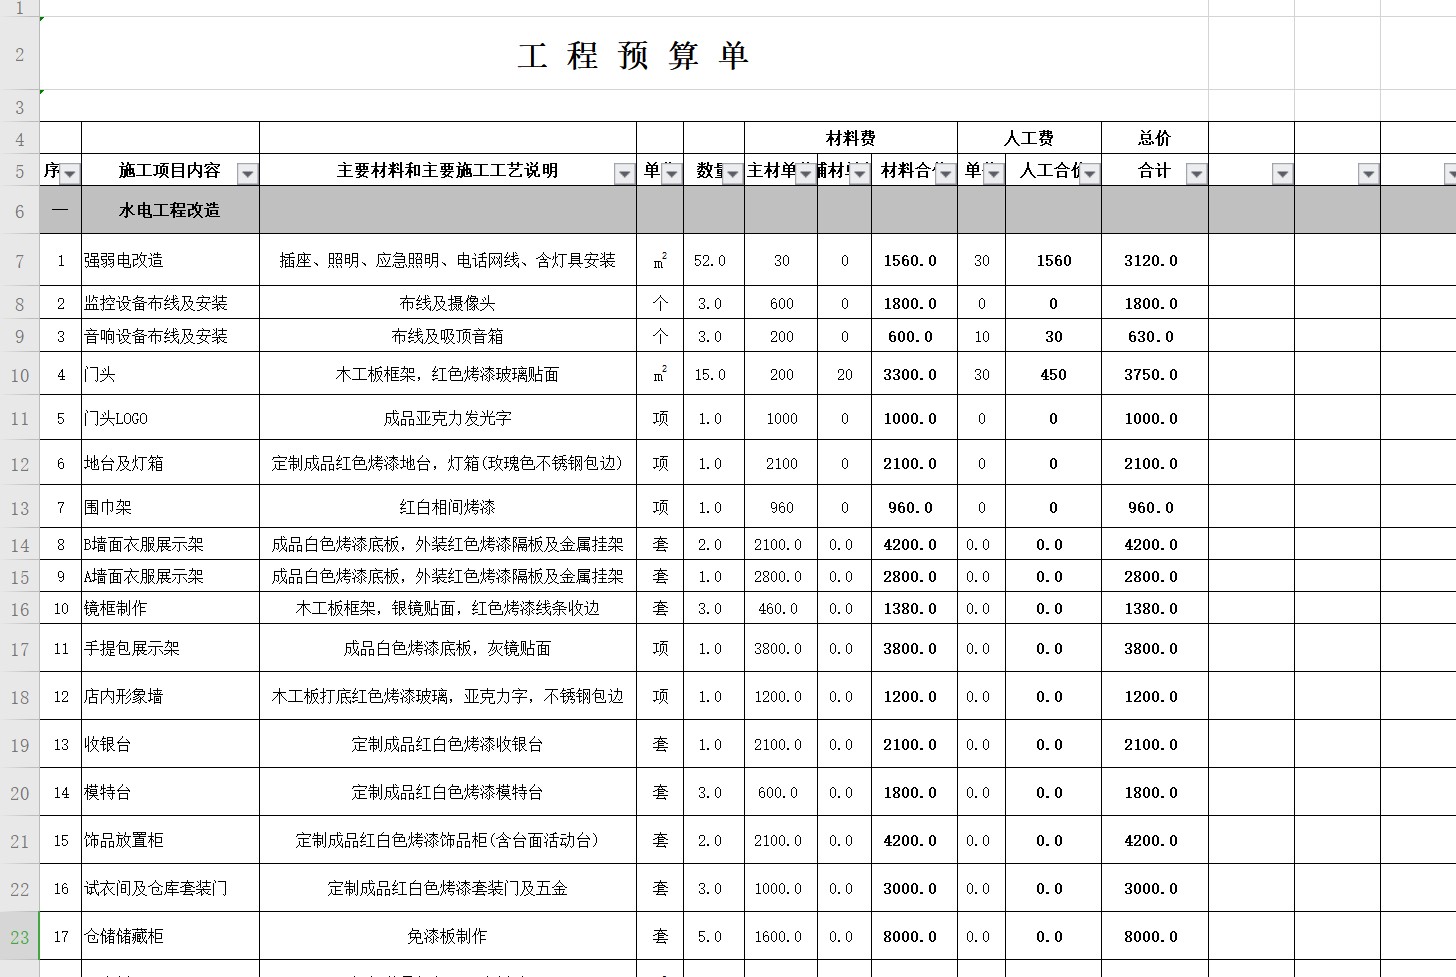 1
2 工 程 预 算 单
3
4 材料费 人工费 总价
5 序 施工项目内容 主要材料和主要施工工艺说明 单 数量 主材单 辅材 材料合 单 人工合价 合计
6 一 水电工程改造
7 1 强弱电改造 插座、照明、应急照明、电话网线、含灯具安装 m² 52.0 30 0 1560.0 30 1560 3120.0
8 2 监控设备布线及安装 布线及摄像头 个 3.0 600 0 1800.0 0 0 1800.0
9 3 音响设备布线及安装 布线及吸顶音箱 个 3.0 200 0 600.0 10 30 630.0
10 4 门头 木工板框架，红色烤漆玻璃贴面 m² 15.0 200 20 3300.0 30 450 3750.0
11 5 门头LOGO 成品亚克力发光字 项 1.0 1000 0 1000.0 0 0 1000.0
12 6 地台及灯箱 定制成品红色烤漆地台，灯箱(玫瑰色不锈钢包边) 项 1.0 2100 0 2100.0 0 0 2100.0
13 7 围巾架 红白相间烤漆 项 1.0 960 0 960.0 0 0 960.0
14 8 B墙面衣服展示架 成品白色烤漆底板，外装红色烤漆隔板及金属挂架 套 2.0 2100.0 0.0 4200.0 0.0 0.0 4200.0
15 9 A墙面衣服展示架 成品白色烤漆底板，外装红色烤漆隔板及金属挂架 套 1.0 2800.0 0.0 2800.0 0.0 0.0 2800.0
16 10 镜框制作 木工板框架，银镜贴面，红色烤漆线条收边 套 3.0 460.0 0.0 1380.0 0.0 0.0 1380.0
17 11 手提包展示架 成品白色烤漆底板，灰镜贴面 项 1.0 3800.0 0.0 3800.0 0.0 0.0 3800.0
18 12 店内形象墙 木工板打底红色烤漆玻璃，亚克力字，不锈钢包边 项 1.0 1200.0 0.0 1200.0 0.0 0.0 1200.0
19 13 收银台 定制成品红白色烤漆收银台 套 1.0 2100.0 0.0 2100.0 0.0 0.0 2100.0
20 14 模特台 定制成品红白色烤漆模特台 套 3.0 600.0 0.0 1800.0 0.0 0.0 1800.0
21 15 饰品放置柜 定制成品红白色烤漆饰品柜(含台面活动台) 套 2.0 2100.0 0.0 4200.0 0.0 0.0 4200.0
22 16 试衣间及仓库套装门 定制成品红白色烤漆套装门及五金 套 3.0 1000.0 0.0 3000.0 0.0 0.0 3000.0
23 17 仓储储藏柜 免漆板制作 套 5.0 1600.0 0.0 8000.0 0.0 0.0 8000.0